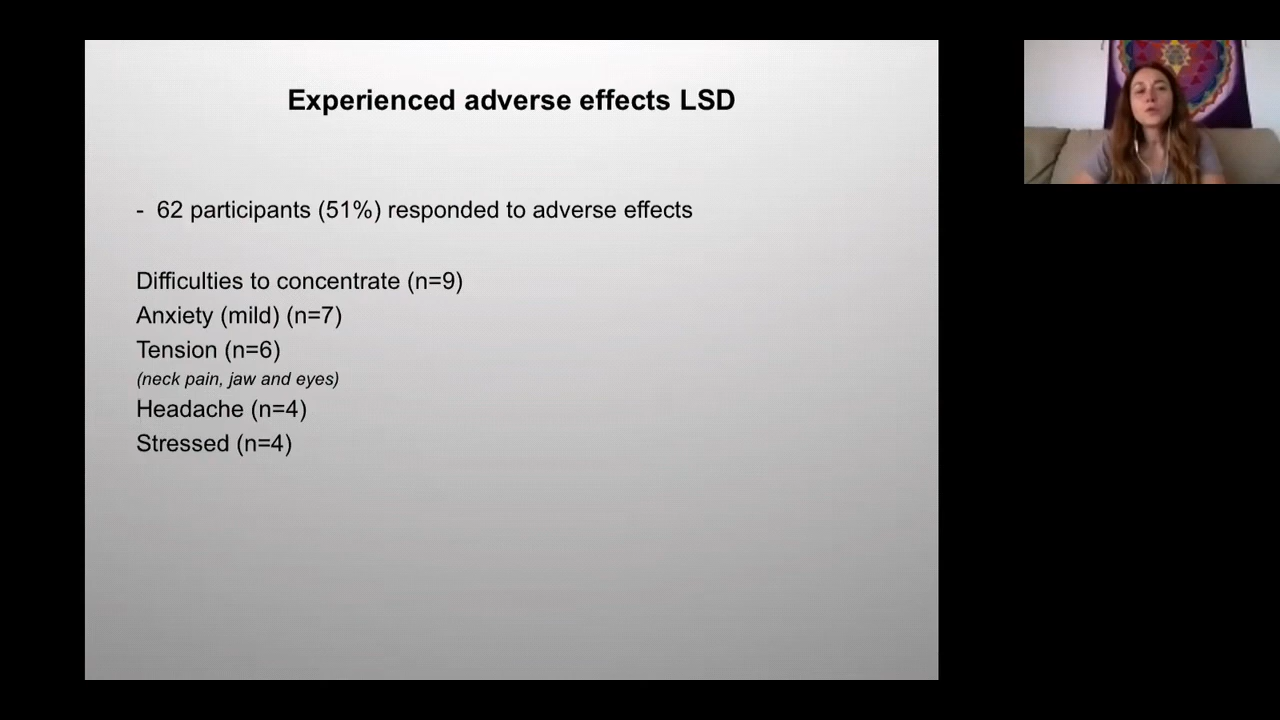 Experienced adverse effects LSD
- 62 participants (51%) responded to adverse effects
Difficulties to concentrate (n=9)
Anxiety (mild) (n=7)
Tension (n=6)
(neck pain, jaw and eyes)
Headache (n=4)
Stressed (n=4)